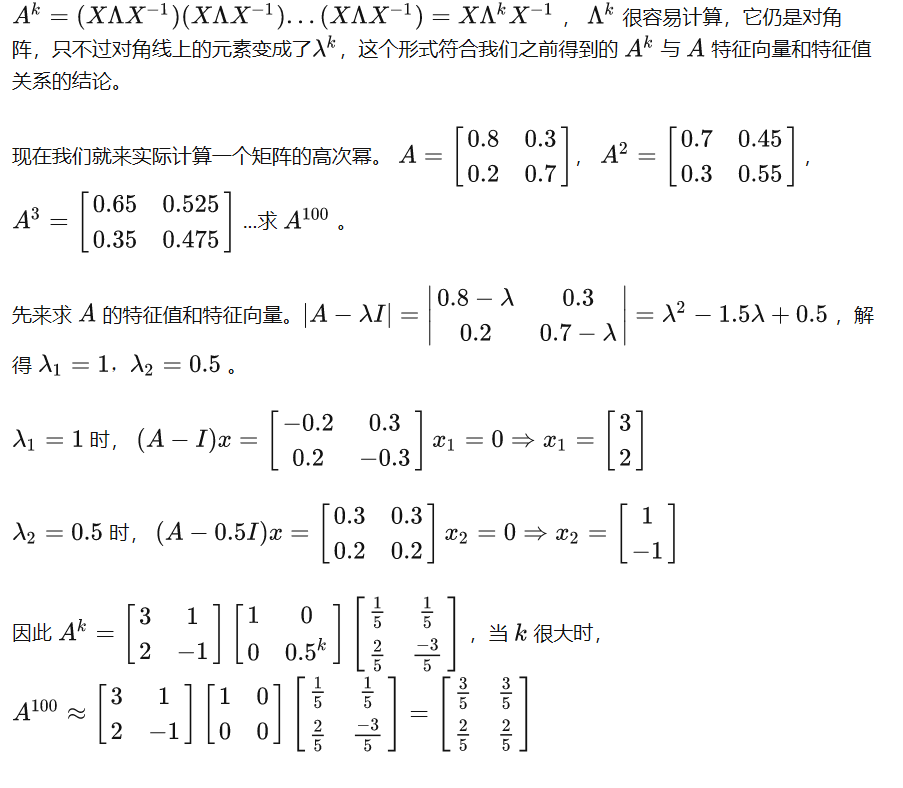 $A^k = (X\Lambda X^{-1})(X\Lambda X^{-1})\ldots(X\Lambda X^{-1}) = X\Lambda^k X^{-1}$ ， $\Lambda^k$ 很容易计算，它仍是对角
阵，只不过对角线上的元素变成了$\lambda^k$，这个形式符合我们之前得到的 $A^k$ 与 $A$ 特征向量和特征值
关系的结论。
现在我们就来实际计算一个矩阵的高次幂。 $A = \begin{bmatrix} 0.8 & 0.3 \\ 0.2 & 0.7 \end{bmatrix}$， $A^2 = \begin{bmatrix} 0.7 & 0.45 \\ 0.3 & 0.55 \end{bmatrix}$，
$A^3 = \begin{bmatrix} 0.65 & 0.525 \\ 0.35 & 0.475 \end{bmatrix}$ ...求 $A^{100}$ 。
先来求 $A$ 的特征值和特征向量。$|A - \lambda I| = \begin{vmatrix} 0.8 - \lambda & 0.3 \\ 0.2 & 0.7 - \lambda \end{vmatrix} = \lambda^2 - 1.5\lambda + 0.5$ ，解
得 $\lambda_1 = 1$，$\lambda_2 = 0.5$ 。
$\lambda_1 = 1$ 时， $(A - I)x = \begin{bmatrix} -0.2 & 0.3 \\ 0.2 & -0.3 \end{bmatrix} x_1 = 0 \Rightarrow x_1 = \begin{bmatrix} 3 \\ 2 \end{bmatrix}$
$\lambda_2 = 0.5$ 时， $(A - 0.5I)x = \begin{bmatrix} 0.3 & 0.3 \\ 0.2 & 0.2 \end{bmatrix} x_2 = 0 \Rightarrow x_2 = \begin{bmatrix} 1 \\ -1 \end{bmatrix}$
因此 $A^k = \begin{bmatrix} 3 & 1 \\ 2 & -1 \end{bmatrix} \begin{bmatrix} 1 & 0 \\ 0 & 0.5^k \end{bmatrix} \begin{bmatrix} \frac{1}{5} & \frac{1}{5} \\ \frac{2}{5} & \frac{-3}{5} \end{bmatrix}$ ，当 $k$ 很大时，
$A^{100} \approx \begin{bmatrix} 3 & 1 \\ 2 & -1 \end{bmatrix} \begin{bmatrix} 1 & 0 \\ 0 & 0 \end{bmatrix} \begin{bmatrix} \frac{1}{5} & \frac{1}{5} \\ \frac{2}{5} & \frac{-3}{5} \end{bmatrix} = \begin{bmatrix} \frac{3}{5} & \frac{3}{5} \\ \frac{2}{5} & \frac{2}{5} \end{bmatrix}$